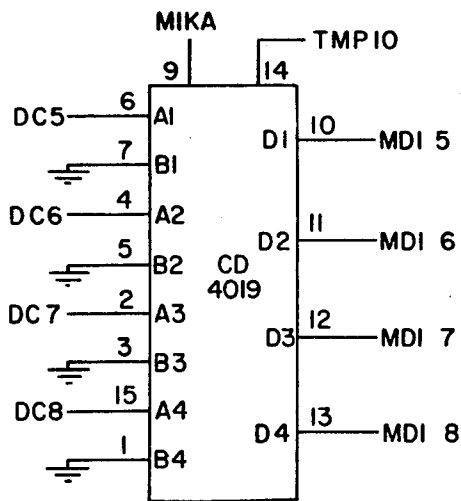 MIKA
TMP10
9
14
DC5 6 A1
D1 10 MDI 5
7 B1
DC6 4 A2
D2 11 MDI 6
5 B2
CD
4019
DC7 2 A3
D3 12 MDI 7
3 B3
DC8 15 A4
D4 13 MDI 8
1 B4